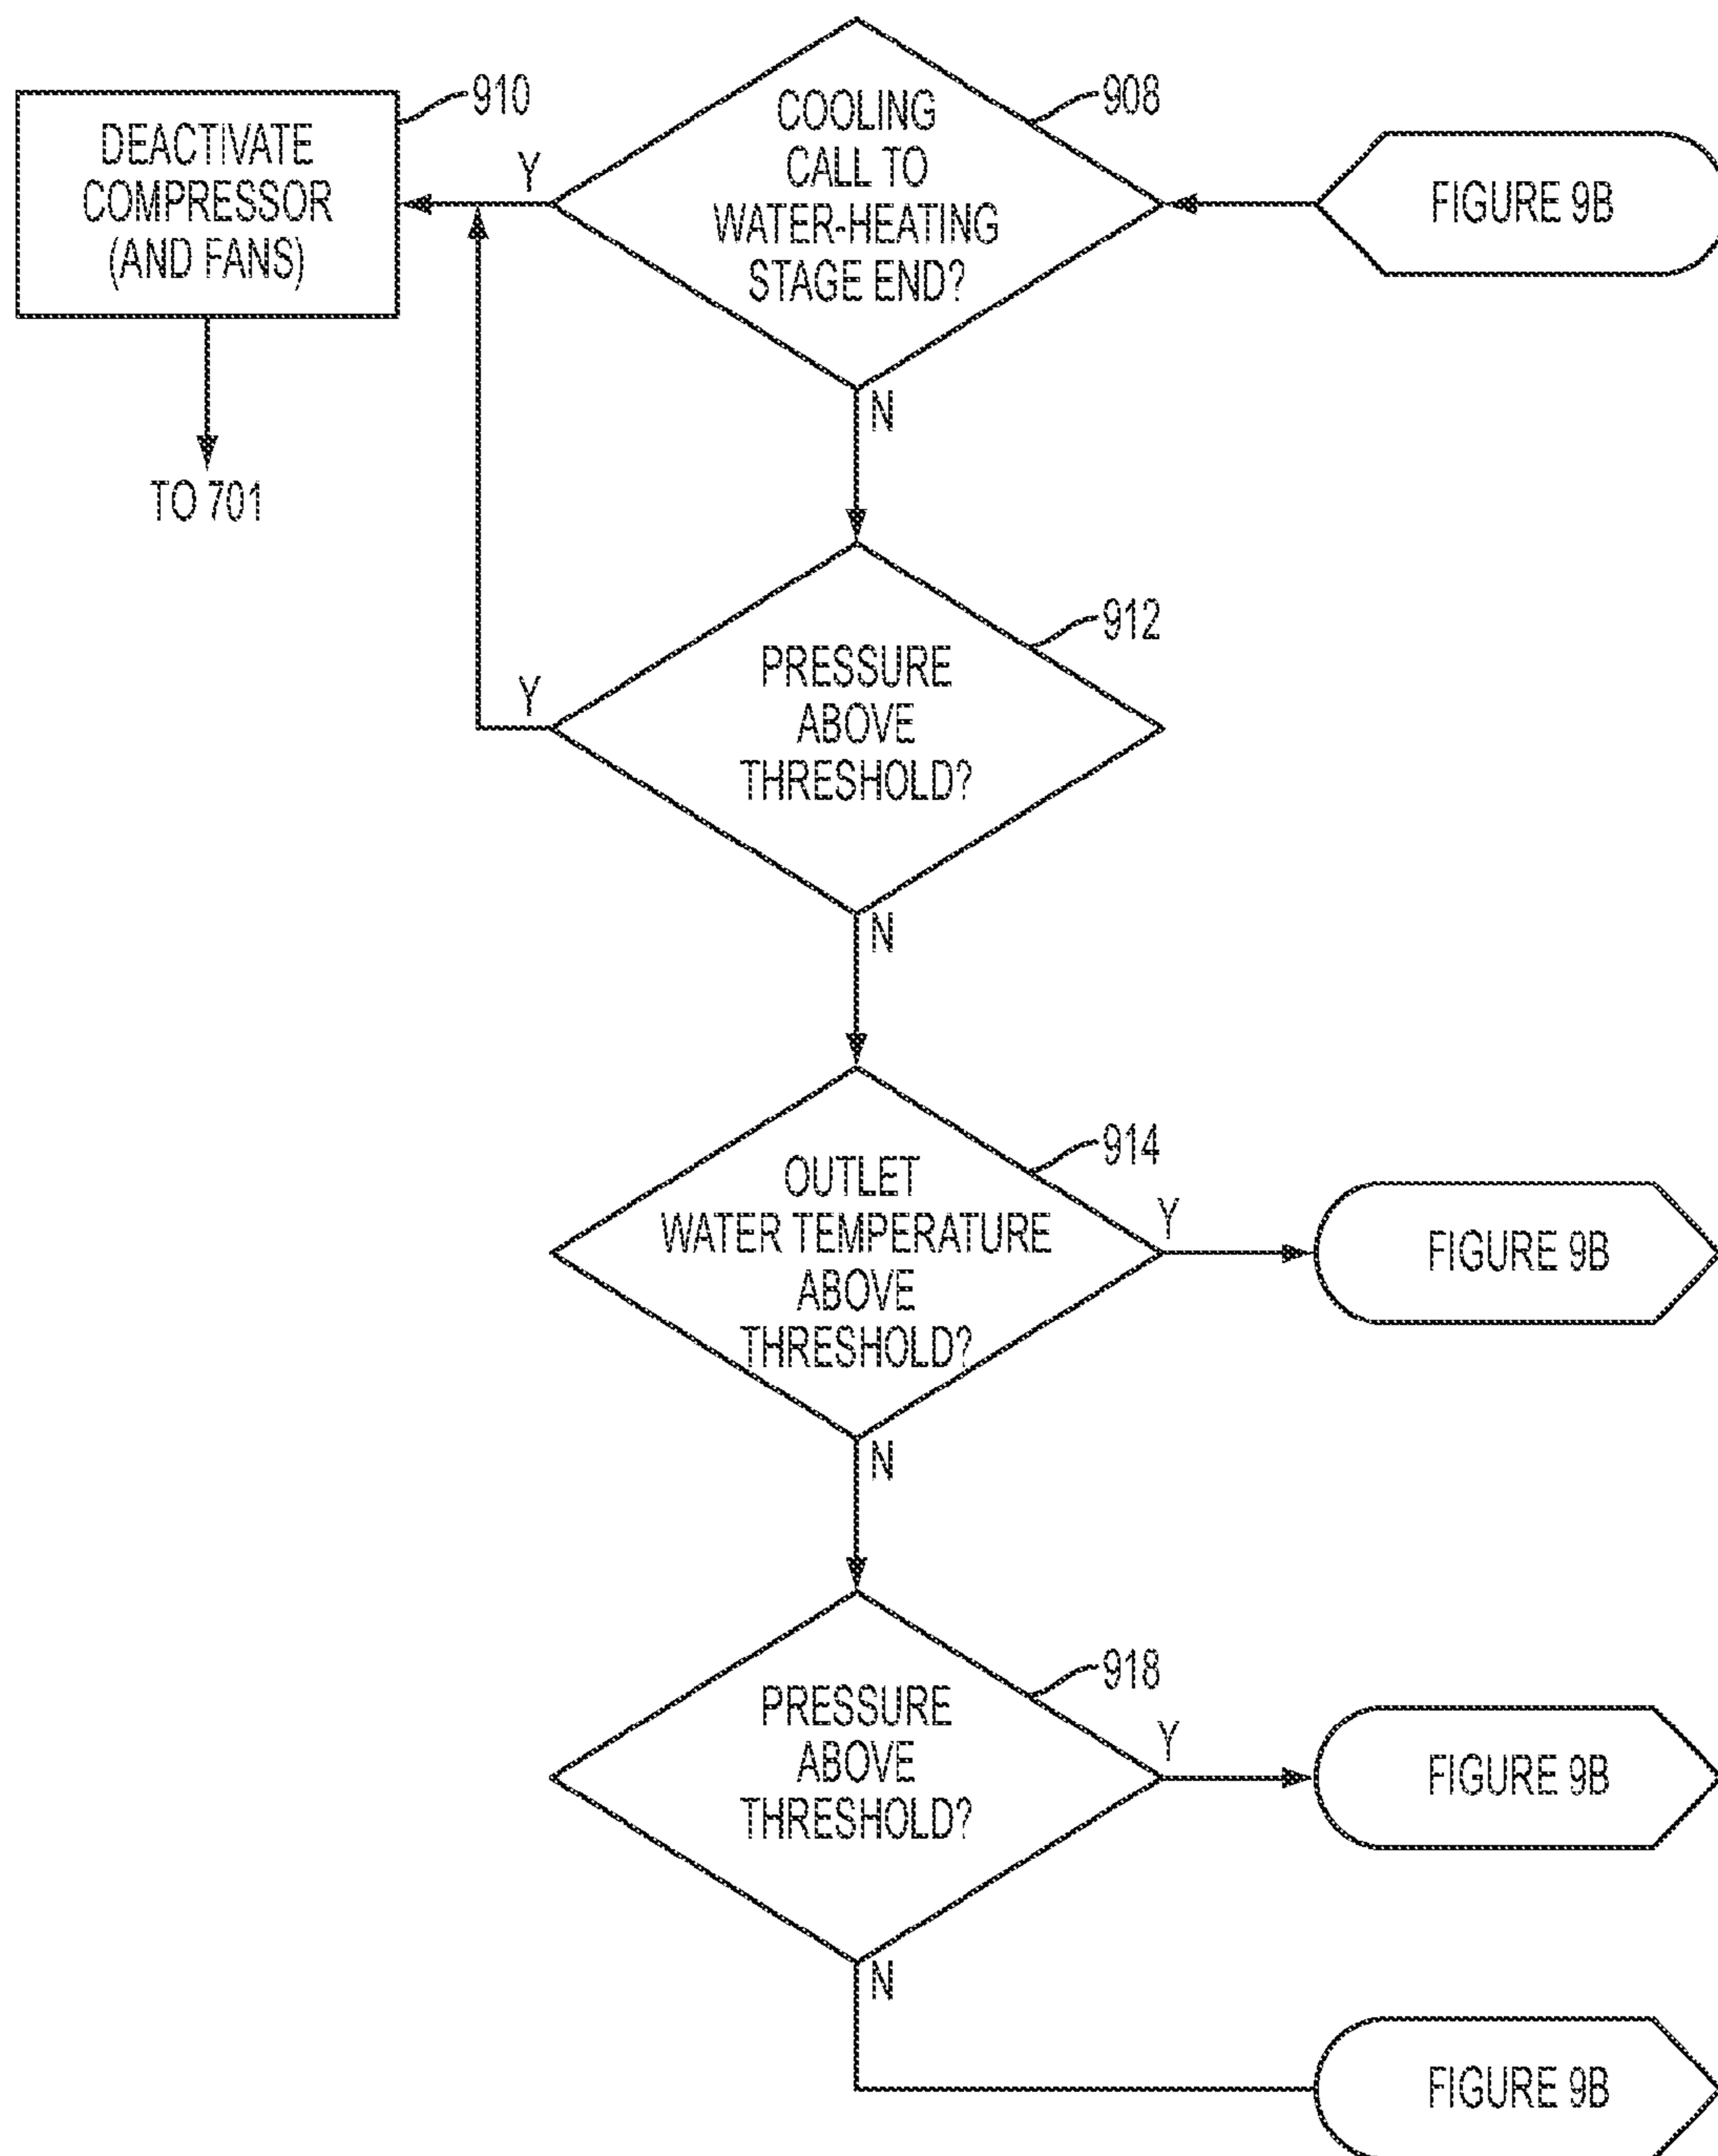 910
DEACTIVATE
COMPRESSOR
(AND FANS)
TO 701
908
COOLING
CALL TO
WATER-HEATING
STAGE END?
Y
N
FIGURE 9B
912
PRESSURE
ABOVE
THRESHOLD?
Y
N
914
OUTLET
WATER TEMPERATURE
ABOVE
THRESHOLD?
Y
N
FIGURE 9B
918
PRESSURE
ABOVE
THRESHOLD?
Y
N
FIGURE 9B
FIGURE 9B